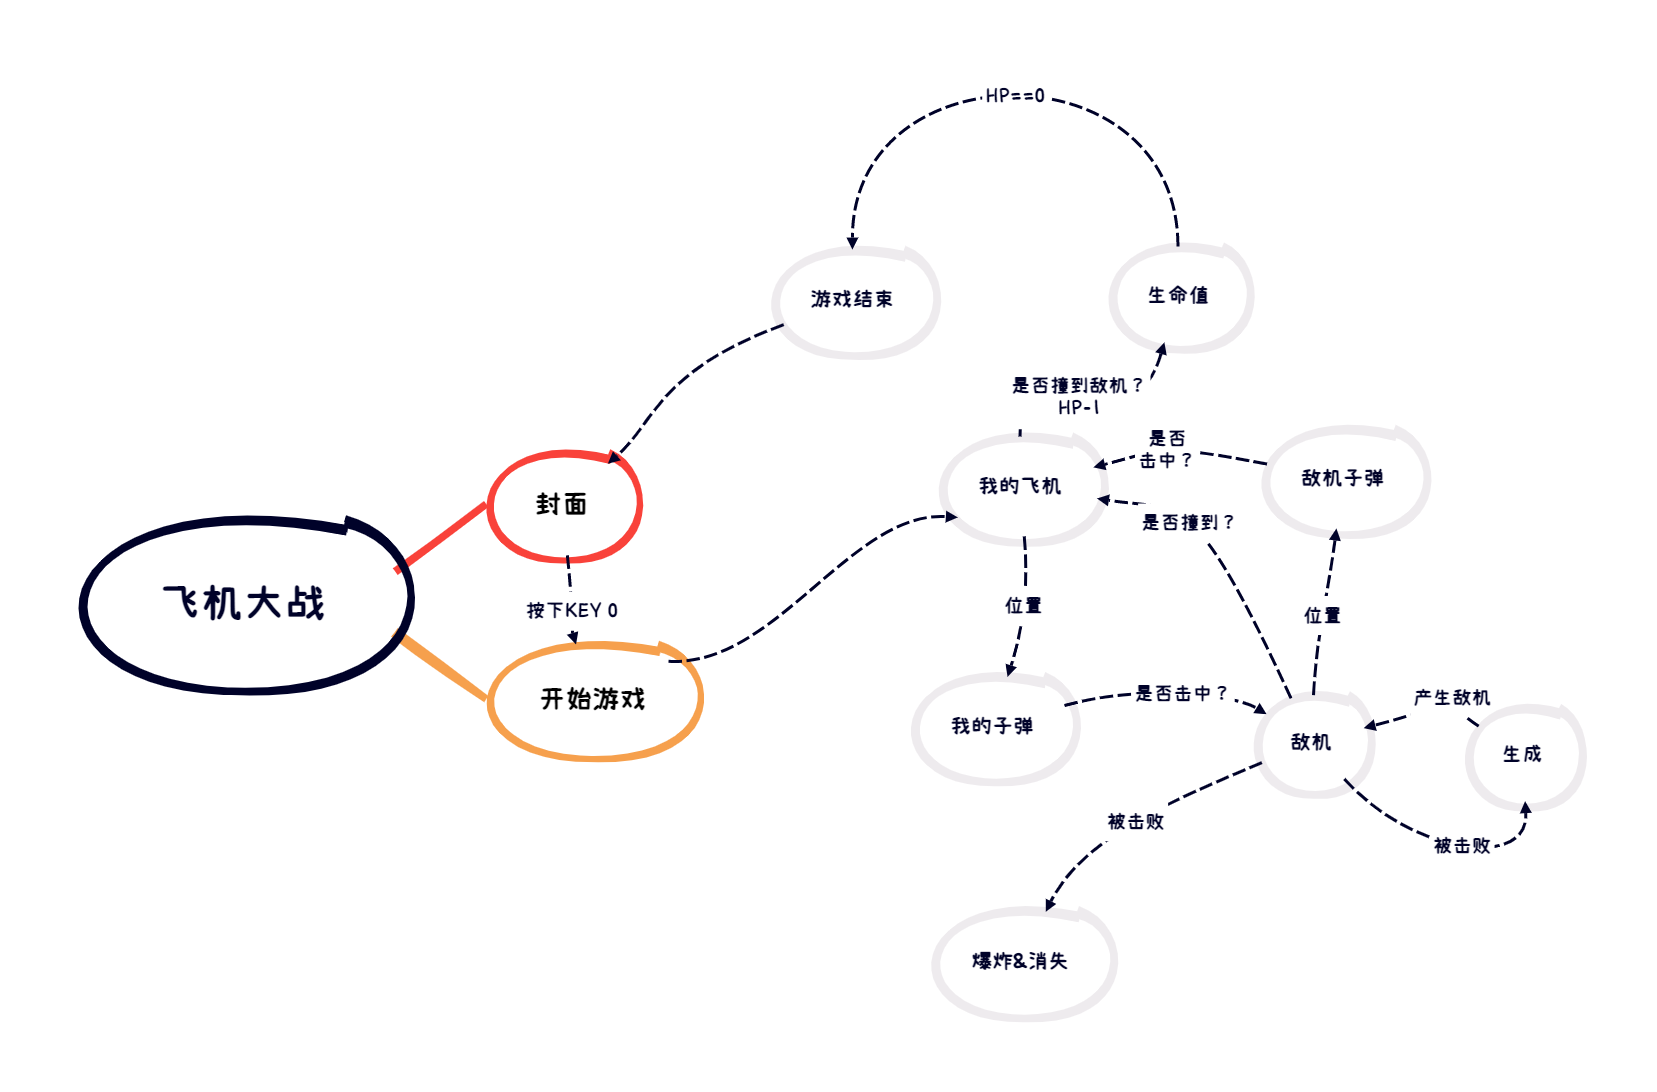 HP==0
游戏结束
生命值
是否撞到敌机？
HP-1
是否
击中？
我的飞机
敌机子弹
封面
是否撞到？
飞机大战
按下KEY 0
位置
位置
开始游戏
我的子弹
是否击中？
产生敌机
敌机
生成
被击败
被击败
爆炸&消失